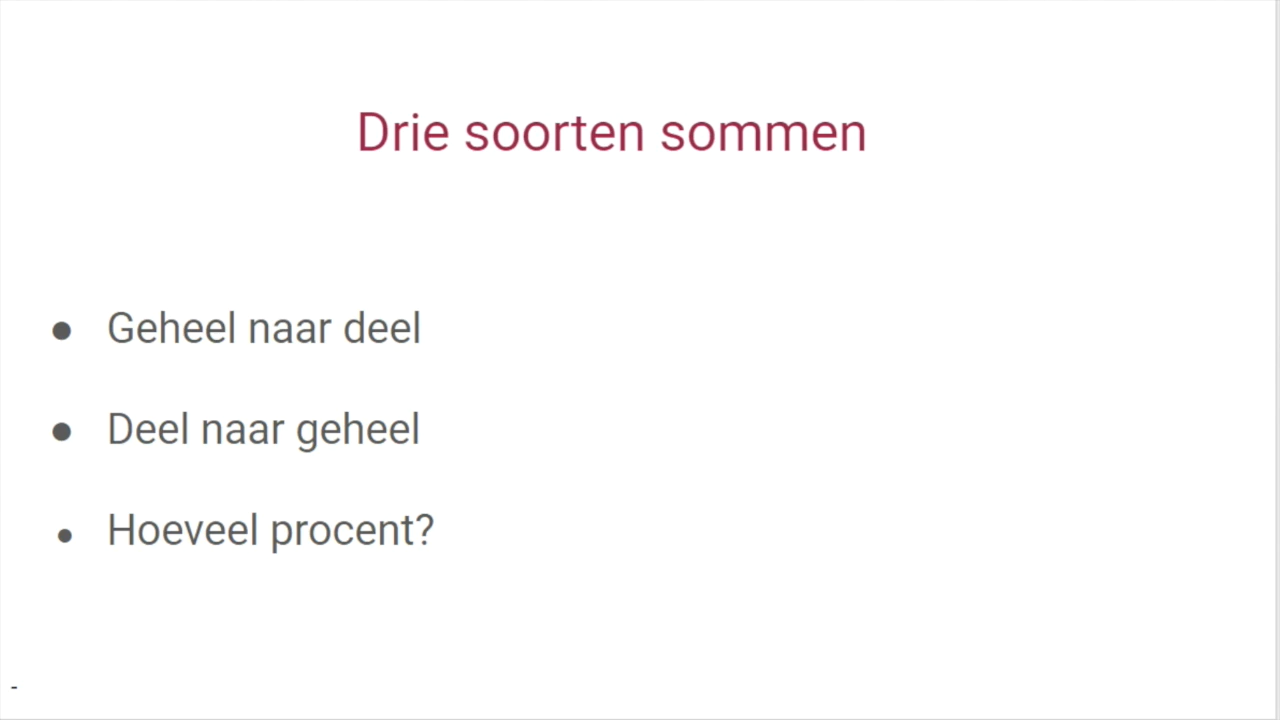 Drie soorten sommen
● Geheel naar deel
● Deel naar geheel
● Hoeveel procent?
-